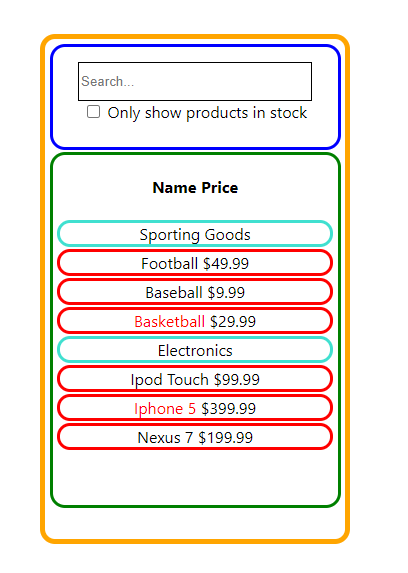 Search...
Only show products in stock
Name Price
Sporting Goods
Football $49.99
Baseball $9.99
Basketball $29.99
Electronics
Ipod Touch $99.99
Iphone 5 $399.99
Nexus 7 $199.99